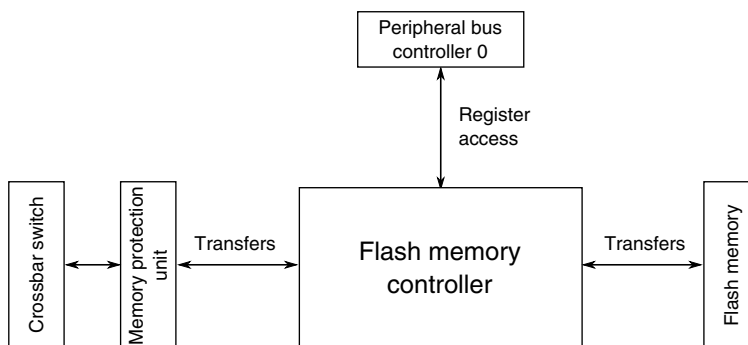 Peripheral bus
controller 0
Register
access
Crossbar switch
Memory protection
unit
Transfers
Flash memory
controller
Transfers
Flash memory